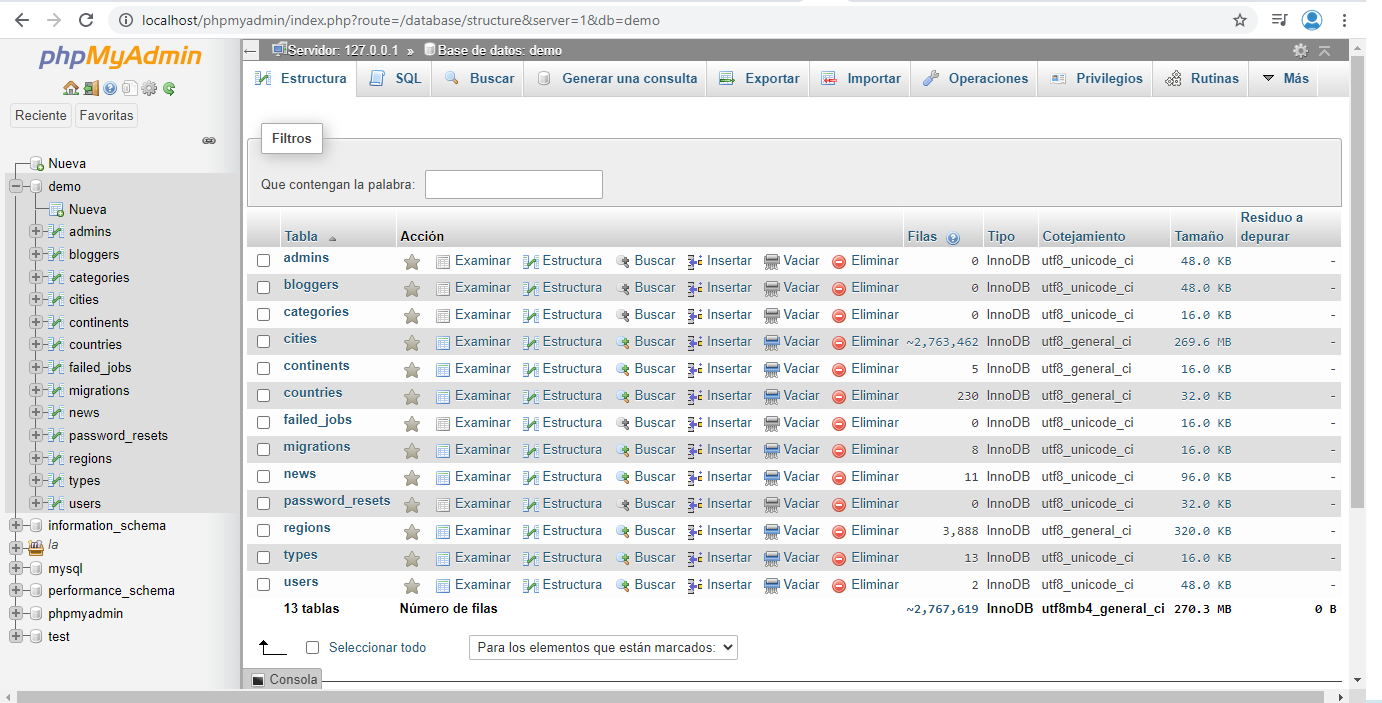 localhost/phpmyadmin/index.php?route=/database/structure&server=1&db=demo
phpMyAdmin
Reciente Favoritas
Nueva
demo
Nueva
admins
bloggers
categories
cities
continents
countries
failed_jobs
migrations
news
password_resets
regions
types
users
information_schema
la
mysql
performance_schema
phpmyadmin
test
Servidor: 127.0.0.1 » Base de datos: demo
Estructura SQL Buscar Generar una consulta Exportar Importar Operaciones Privilegios Rutinas Más
Filtros
Que contengan la palabra:
Tabla Acción Filas Tipo Cotejamiento Tamaño Residuo a depurar
admins Examinar Estructura Buscar Insertar Vaciar Eliminar 0 InnoDB utf8_unicode_ci 48.0 KB -
bloggers Examinar Estructura Buscar Insertar Vaciar Eliminar 0 InnoDB utf8_unicode_ci 48.0 KB -
categories Examinar Estructura Buscar Insertar Vaciar Eliminar 0 InnoDB utf8_unicode_ci 16.0 KB -
cities Examinar Estructura Buscar Insertar Vaciar Eliminar ~2,763,462 InnoDB utf8_general_ci 269.6 MB -
continents Examinar Estructura Buscar Insertar Vaciar Eliminar 5 InnoDB utf8_general_ci 16.0 KB -
countries Examinar Estructura Buscar Insertar Vaciar Eliminar 230 InnoDB utf8_general_ci 32.0 KB -
failed_jobs Examinar Estructura Buscar Insertar Vaciar Eliminar 0 InnoDB utf8_unicode_ci 16.0 KB -
migrations Examinar Estructura Buscar Insertar Vaciar Eliminar 8 InnoDB utf8_unicode_ci 16.0 KB -
news Examinar Estructura Buscar Insertar Vaciar Eliminar 11 InnoDB utf8_unicode_ci 96.0 KB -
password_resets Examinar Estructura Buscar Insertar Vaciar Eliminar 0 InnoDB utf8_unicode_ci 32.0 KB -
regions Examinar Estructura Buscar Insertar Vaciar Eliminar 3,888 InnoDB utf8_general_ci 320.0 KB -
types Examinar Estructura Buscar Insertar Vaciar Eliminar 13 InnoDB utf8_unicode_ci 16.0 KB -
users Examinar Estructura Buscar Insertar Vaciar Eliminar 2 InnoDB utf8_unicode_ci 48.0 KB -
13 tablas Número de filas ~2,767,619 InnoDB utf8mb4_general_ci 270.3 MB 0 B
Seleccionar todo Para los elementos que están marcados:
Consola